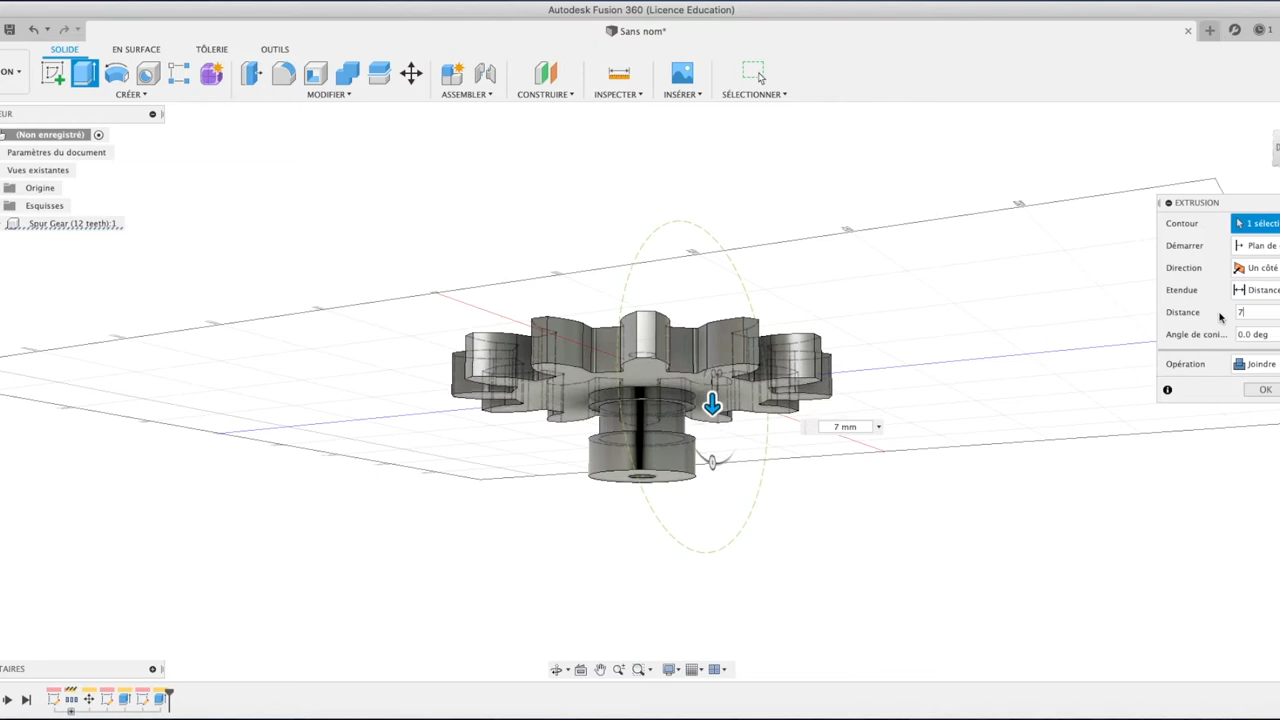 Autodesk Fusion 360 (Licence Education)
Sans nom*
1
SOLIDE EN SURFACE TÔLERIE OUTILS
ON
CRÉER MODIFIER ASSEMBLER CONSTRUIRE INSPECTER INSÉRER SÉLECTIONNER
EUR
(Non enregistré)
Paramètres du document
Vues existantes
Origine
Esquisses
Spur Gear (12 teeth):1
EXTRUSION
Contour 1 sélecti
Démarrer Plan de
Direction Un côté
Etendue Distance
Distance 7
Angle de coni... 0.0 deg
Opération Joindre
OK
7 mm
TAIRES